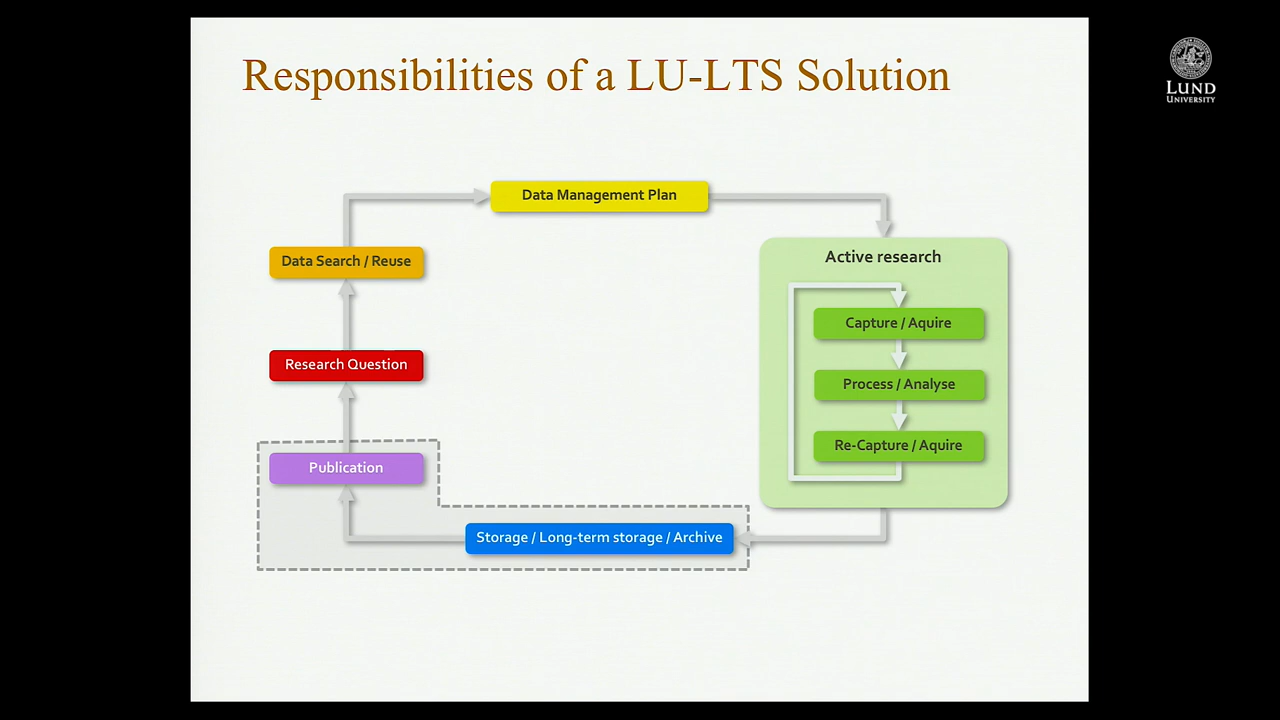 Responsibilities of a LU-LTS Solution
LUND
UNIVERSITY
Data Management Plan
Data Search / Reuse
Active research
Capture / Aquire
Research Question
Process / Analyse
Re-Capture / Aquire
Publication
Storage / Long-term storage / Archive